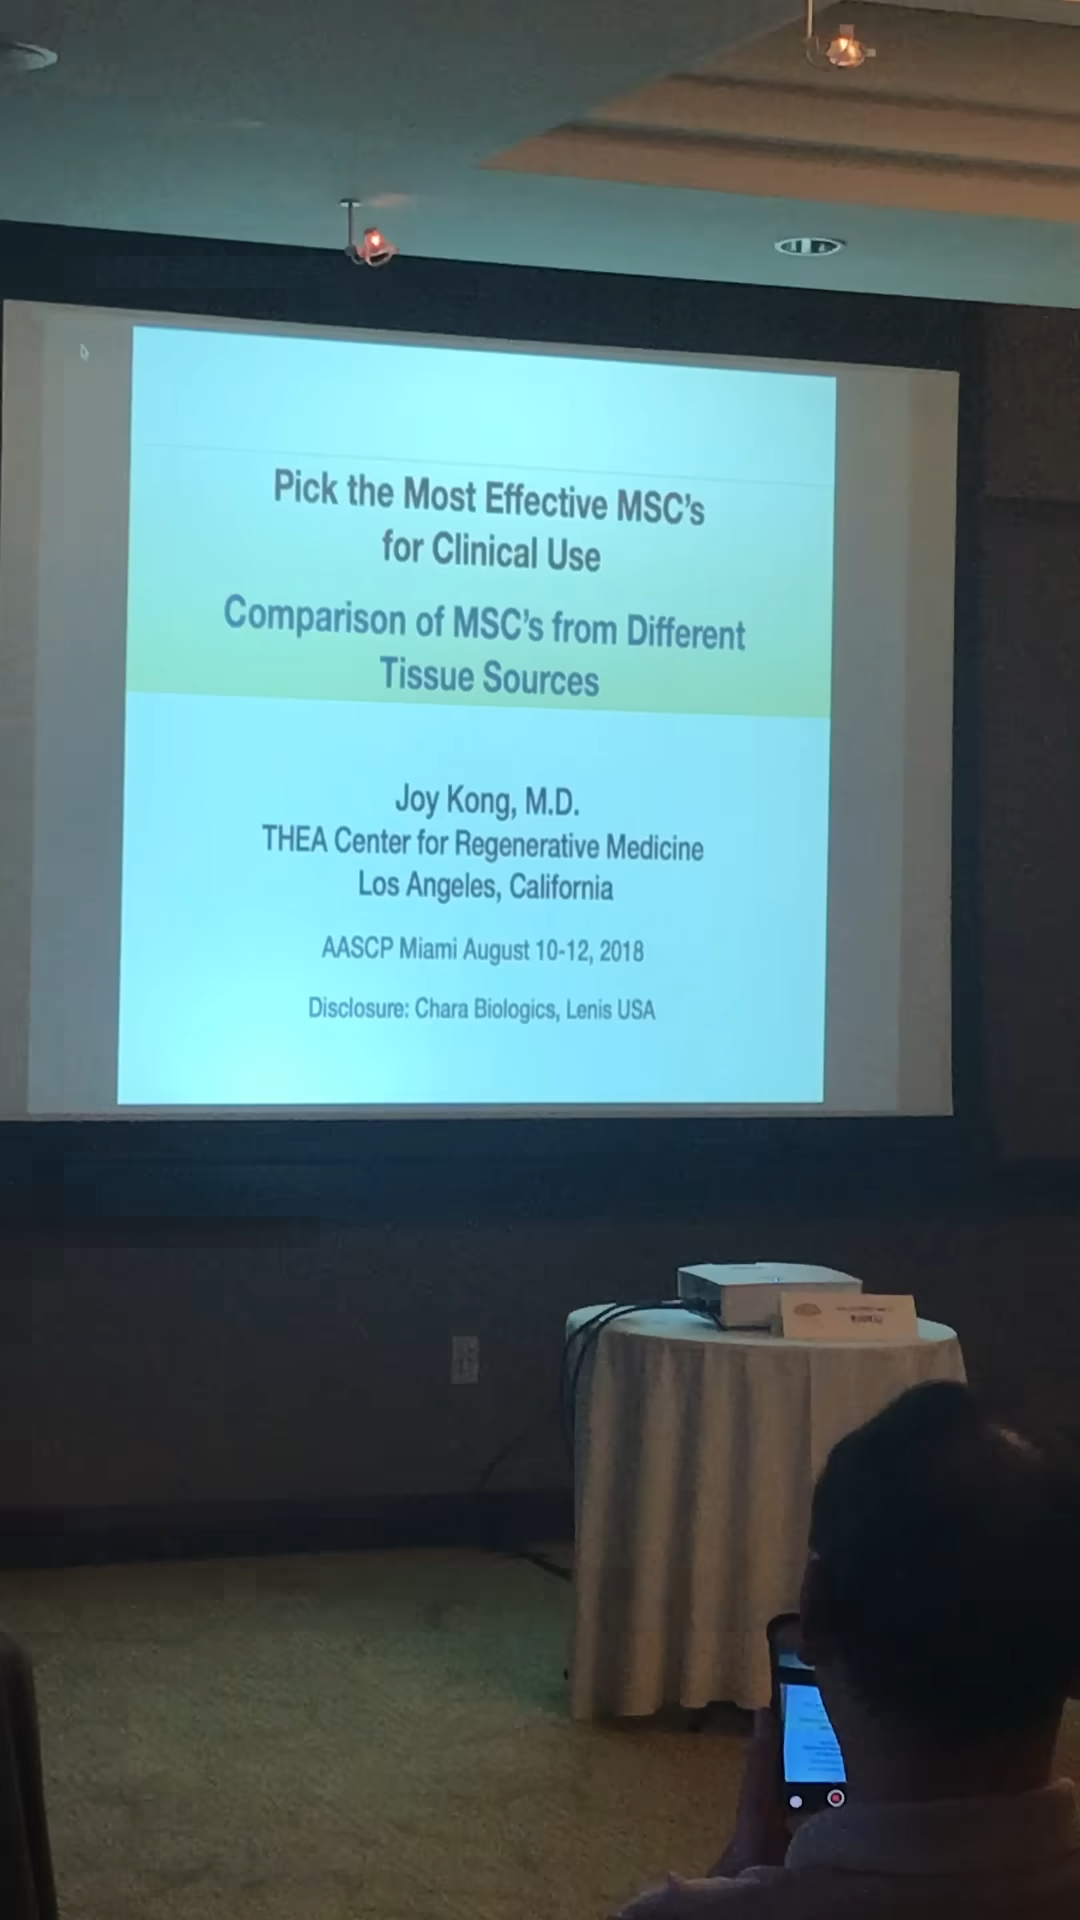 Pick the Most Effective MSC's
for Clinical Use
Comparison of MSC's from Different
Tissue Sources
Joy Kong, M.D.
THEA Center for Regenerative Medicine
Los Angeles, California
AASCP Miami August 10-12, 2018
Disclosure: Chara Biologics, Lenis USA